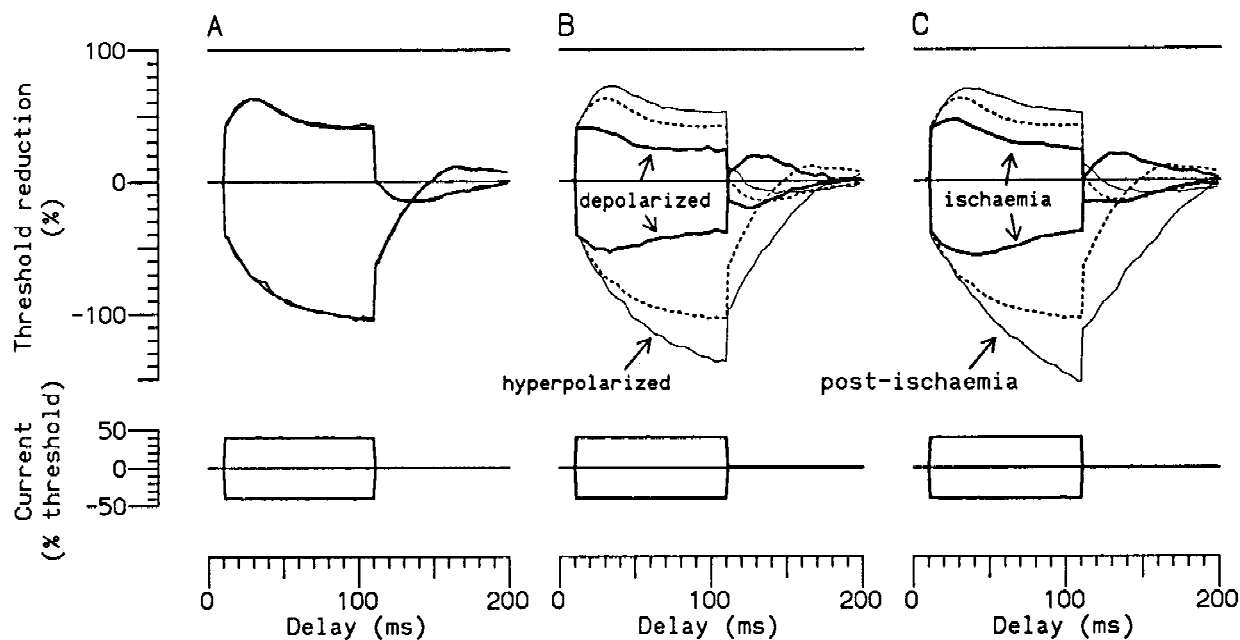 A
B
C
Threshold reduction
(%)
100
0
-100
depolarized
hyperpolarized
ischaemia
post-ischaemia
Current
(% threshold)
50
0
-50
0 100 200
Delay (ms)
0 100 200
Delay (ms)
0 100 200
Delay (ms)